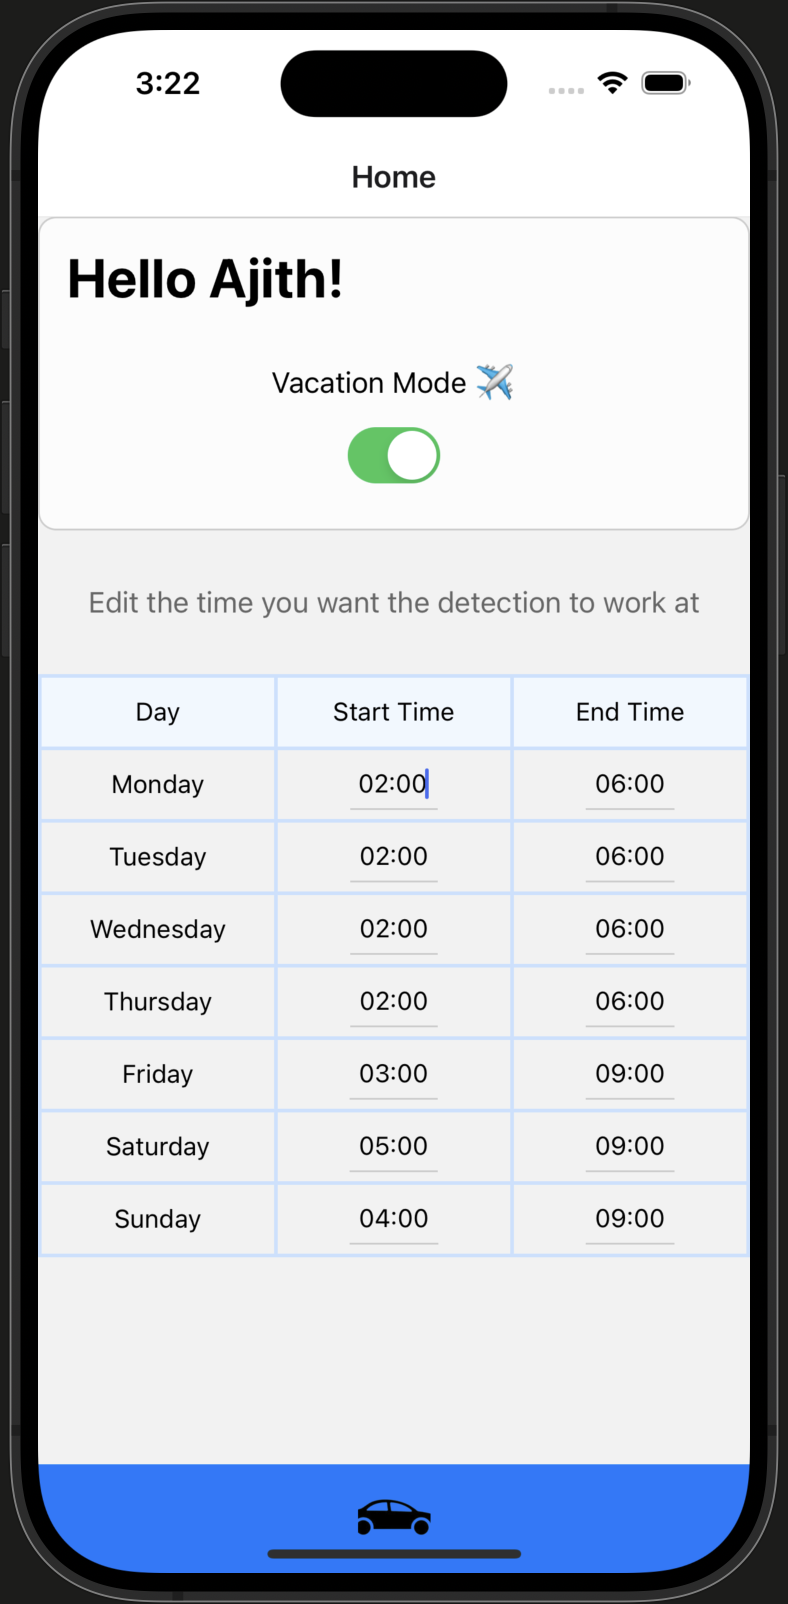 3:22
Home
Hello Ajith!
Vacation Mode ✈️
Edit the time you want the detection to work at
Day Start Time End Time
Monday 02:00 06:00
Tuesday 02:00 06:00
Wednesday 02:00 06:00
Thursday 02:00 06:00
Friday 03:00 09:00
Saturday 05:00 09:00
Sunday 04:00 09:00